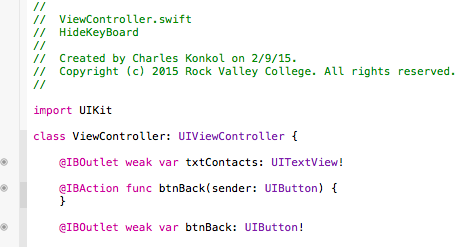 //
//  ViewController.swift
//  HideKeyBoard
//
//  Created by Charles Konkol on 2/9/15.
//  Copyright (c) 2015 Rock Valley College. All rights reserved.
//
import UIKit
class ViewController: UIViewController {
    @IBOutlet weak var txtContacts: UITextView!
    @IBAction func btnBack(sender: UIButton) {
    }
    @IBOutlet weak var btnBack: UIButton!